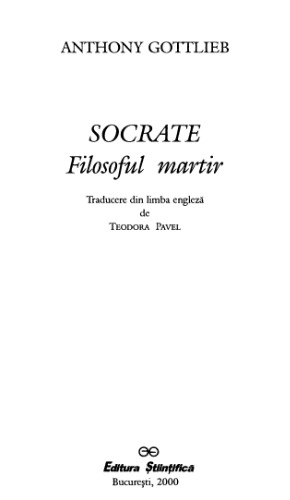 ANTHONY GOTTLIEB
SOCRATE
Filosoful martir
Traducere din limba engleză
de
TEODORA PAVEL
Editura Ştiinţifică
Bucureşti, 2000